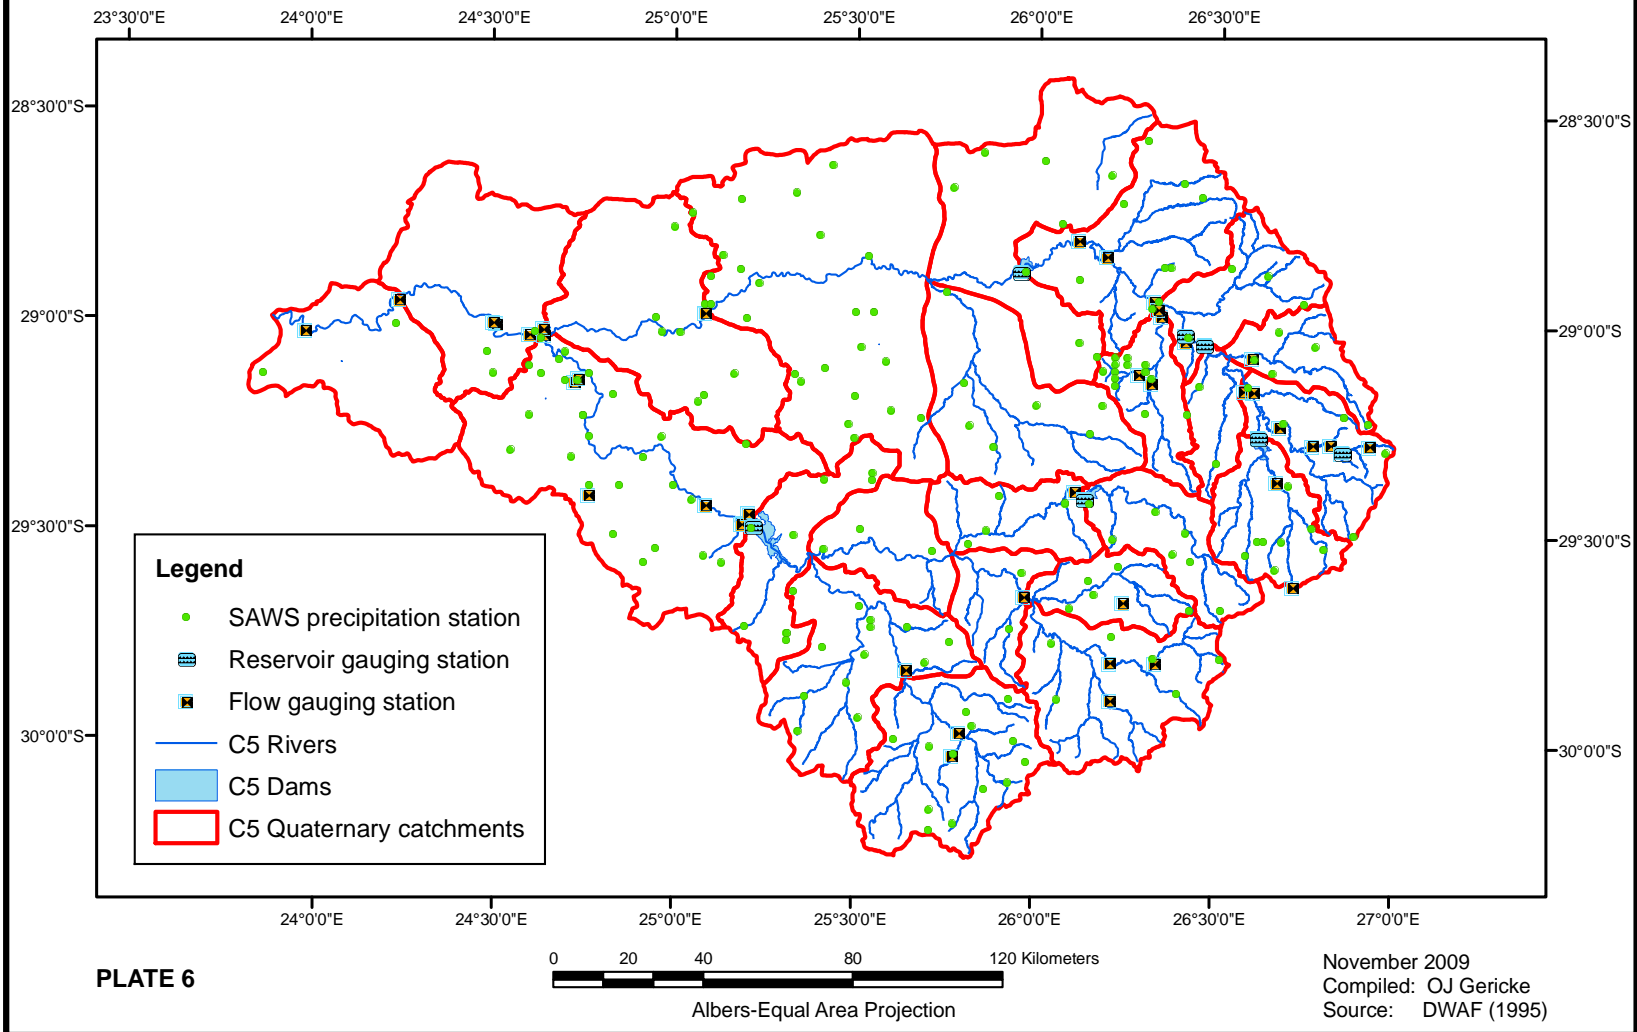 23°30'0"E 24°0'0"E 24°30'0"E 25°0'0"E 25°30'0"E 26°0'0"E 26°30'0"E
28°30'0"S
28°30'0"S
29°0'0"S
29°0'0"S
29°30'0"S
29°30'0"S
30°0'0"S
30°0'0"S
Legend
SAWS precipitation station
Reservoir gauging station
Flow gauging station
C5 Rivers
C5 Dams
C5 Quaternary catchments
24°0'0"E 24°30'0"E 25°0'0"E 25°30'0"E 26°0'0"E 26°30'0"E 27°0'0"E
PLATE 6
0 20 40 80 120 Kilometers
Albers-Equal Area Projection
November 2009
Compiled: OJ Gericke
Source: DWAF (1995)